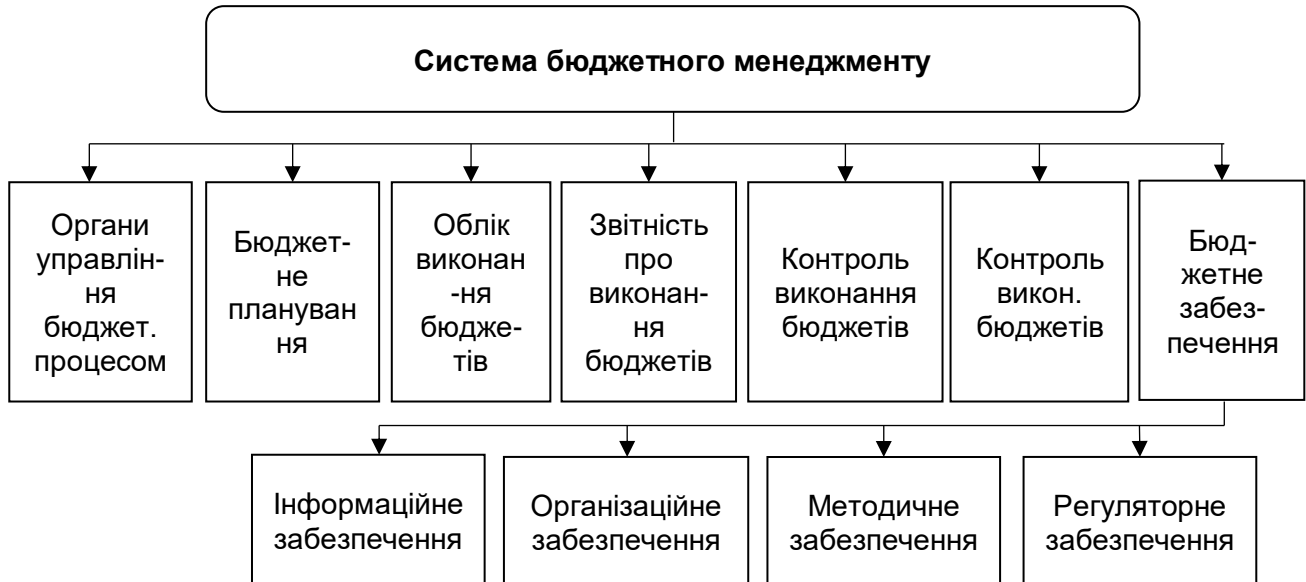 Система бюджетного менеджменту
Органи
управлін-
ня
бюджет.
процесом
Бюджет-
не
плануван
ня
Облік
виконан
-ня
бюдже-
тів
Звітність
про
виконан-
ня
бюджетів
Контроль
виконання
бюджетів
Контроль
викон.
бюджетів
Бюд-
жетне
забез-
печення
Інформаційне
забезпечення
Організаційне
забезпечення
Методичне
забезпечення
Регуляторне
забезпечення